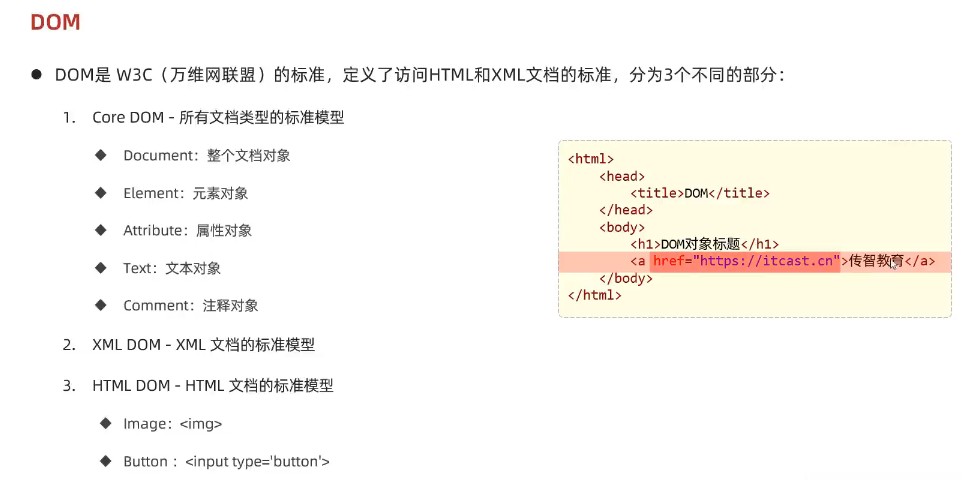 DOM
● DOM是 W3C（万维网联盟）的标准，定义了访问HTML和XML文档的标准，分为3个不同的部分：
1. Core DOM - 所有文档类型的标准模型
◆ Document：整个文档对象
◆ Element：元素对象
◆ Attribute：属性对象
◆ Text：文本对象
◆ Comment：注释对象
2. XML DOM - XML 文档的标准模型
3. HTML DOM - HTML 文档的标准模型
◆ Image：<img>
◆ Button ：<input type='button'>
<html>
<head>
<title>DOM</title>
</head>
<body>
<h1>DOM对象标题</h1>
<a href="https://itcast.cn">传智教育</a>
</body>
</html>